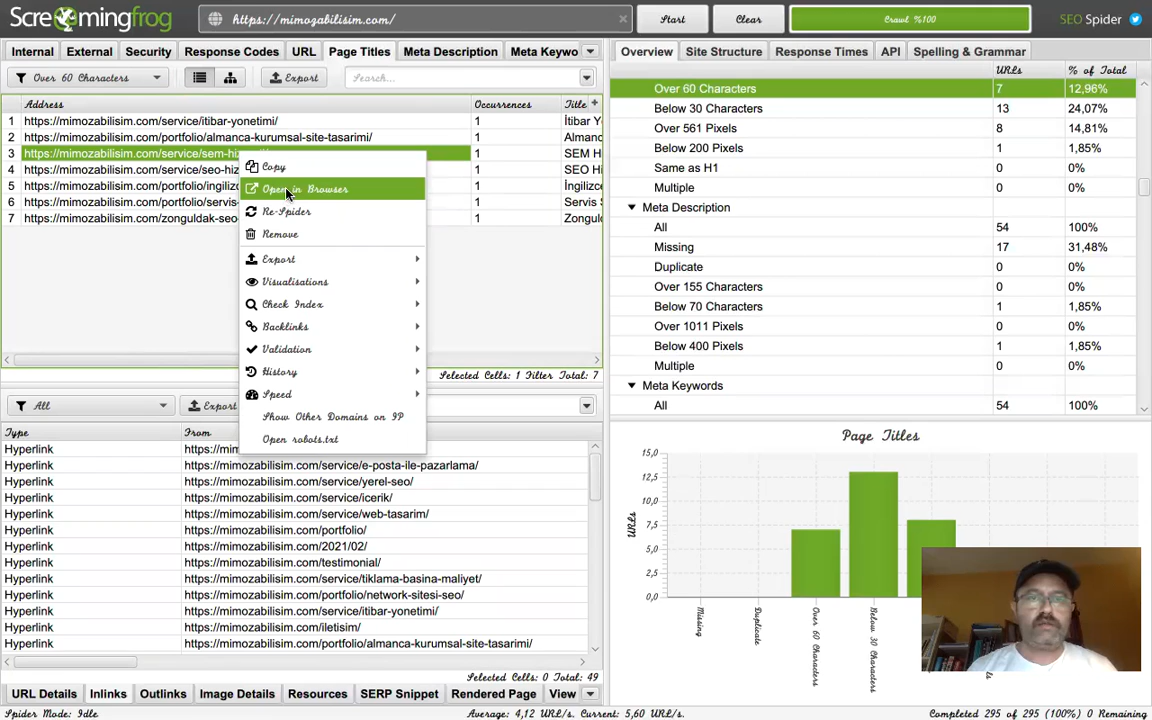 Screamingfrog
https://mimogabilisim.com/
Start
Clear
Crawl %100
SEO Spider
Internal External Security Response Codes URL Page Titles Meta Description Meta Keywo
Overview Site Structure Response Times API Spelling & Grammar
Over 60 Characters
Export
Search...
URLs % of Total
Address Occurrences Title
1 https://mimozabilisim.com/service/itibar-yonetimi/ 1 İtibar Yo
2 https://mimozabilisim.com/portfolio/almanca-kurumsal-site-tasarimi/ 1 Almanc
3 https://mimozabilisim.com/service/sem-hiz 1 SEM H
4 https://mimozabilisim.com/service/seo-hiz 1 SEO Hi
5 https://mimozabilisim.com/portfolio/ingiliz 1 İngilizce
6 https://mimozabilisim.com/portfolio/servis- 1 Servis S
7 https://mimozabilisim.com/zonguldak-seo- 1 Zongul
Copy
Open in Browser
Re-Spider
Remove
Export
Visualisations
Check Index
Backlinks
Validation
History
Speed
Show Other Domains on IP
Open robots.txt
Selected Cells: 1 Filter Total: 7
All
Export
Type From
Hyperlink https://mim
Hyperlink https://mimozabilisim.com/service/e-posta-ile-pazarlama/
Hyperlink https://mimozabilisim.com/service/yerel-seo/
Hyperlink https://mimozabilisim.com/service/icerik/
Hyperlink https://mimozabilisim.com/service/web-tasarim/
Hyperlink https://mimozabilisim.com/portfolio/
Hyperlink https://mimozabilisim.com/2021/02/
Hyperlink https://mimozabilisim.com/testimonial/
Hyperlink https://mimozabilisim.com/service/tiklama-basina-maliyet/
Hyperlink https://mimozabilisim.com/portfolio/network-sitesi-seo/
Hyperlink https://mimozabilisim.com/service/itibar-yonetimi/
Hyperlink https://mimozabilisim.com/iletisim/
Hyperlink https://mimozabilisim.com/portfolio/almanca-kurumsal-site-tasarimi/
Selected Cells: 0 Total: 49
URL Details Inlinks Outlinks Image Details Resources SERP Snippet Rendered Page View
Over 60 Characters 7 12,96%
Below 30 Characters 13 24,07%
Over 561 Pixels 8 14,81%
Below 200 Pixels 1 1,85%
Same as H1 0 0%
Multiple 0 0%
Meta Description
All 54 100%
Missing 17 31,48%
Duplicate 0 0%
Over 155 Characters 0 0%
Below 70 Characters 1 1,85%
Over 1011 Pixels 0 0%
Below 400 Pixels 1 1,85%
Multiple 0 0%
Meta Keywords
All 54 100%
Page Titles
15,0
12,5
10,0
7,5
5,0
2,5
0,0
URLs
Missing
Duplicate
Over 60 Characters
Below 30 Characters
Spider Mode: Idle
Average: 4,12 URL/s. Current: 5,60 URL/s.
Completed 295 of 295 (100%) 0 Remaining